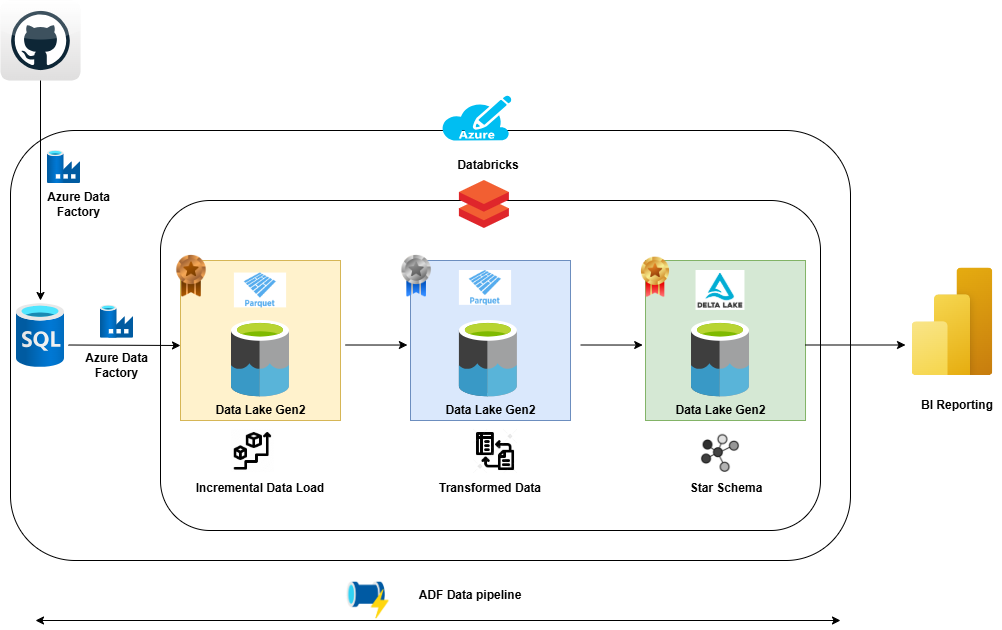 Azure
Databricks
Azure Data
Factory
SQL
Azure Data
Factory
Parquet
Data Lake Gen2
Incremental Data Load
Parquet
Data Lake Gen2
Transformed Data
DELTA LAKE
Data Lake Gen2
Star Schema
BI Reporting
ADF Data pipeline